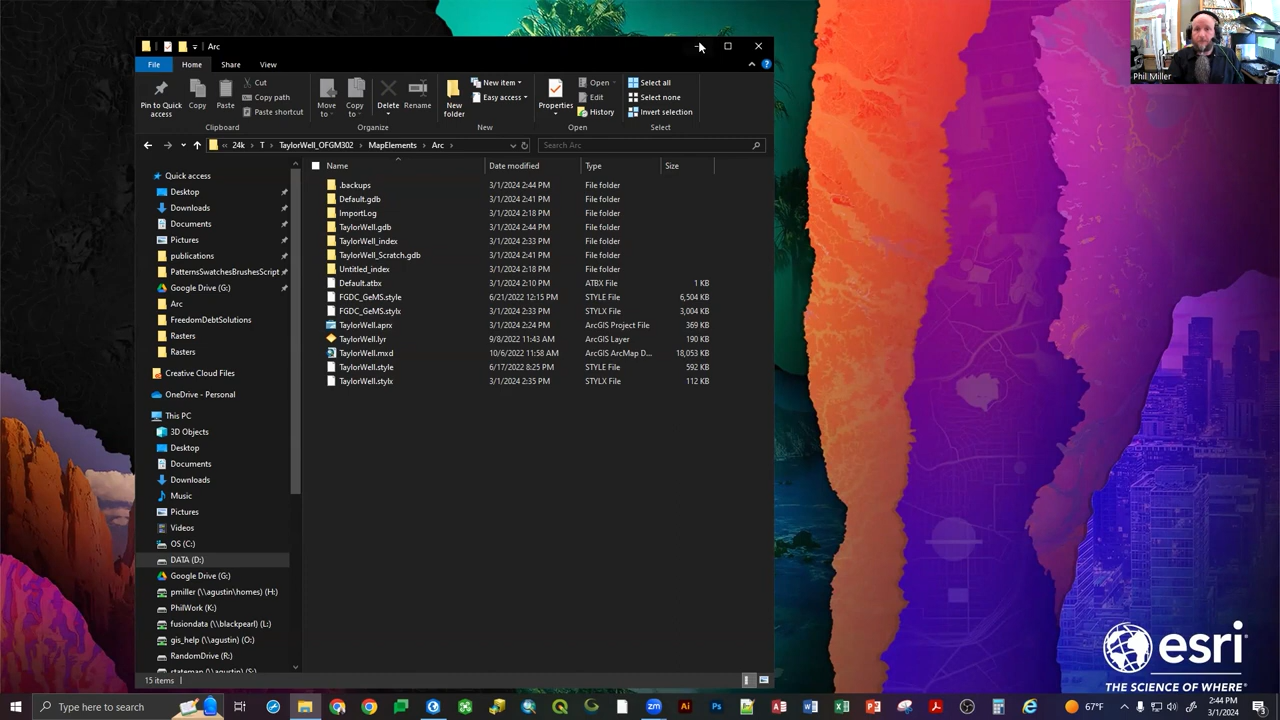 Arc
File
Home
Share
View
Pin to Quick access
Copy
Paste
Cut
Copy path
Paste shortcut
Clipboard
Move to
Copy to
Delete
Rename
Organize
New folder
New item
Easy access
New
Properties
Open
Edit
History
Open
Select all
Select none
Invert selection
Select
24k > T > TaylorWell_OFGM302 > MapElements > Arc >
Search Arc
Name Date modified Type Size
.backups 3/1/2024 2:44 PM File folder
Default.gdb 3/1/2024 2:41 PM File folder
ImportLog 3/1/2024 2:18 PM File folder
TaylorWell.gdb 3/1/2024 2:44 PM File folder
TaylorWell_index 3/1/2024 2:33 PM File folder
TaylorWell_Scratch.gdb 3/1/2024 2:41 PM File folder
Untitled_index 3/1/2024 2:18 PM File folder
Default.atbx 3/1/2024 2:10 PM ATBX File 1 KB
FGDC_GeMS.style 6/21/2022 12:15 PM STYLE File 6,504 KB
FGDC_GeMS.stylx 3/1/2024 2:33 PM STYLX File 3,004 KB
TaylorWell.aprx 3/1/2024 2:24 PM ArcGIS Project File 369 KB
TaylorWell.lyr 9/8/2022 11:43 AM ArcGIS Layer 190 KB
TaylorWell.mxd 10/6/2022 11:58 AM ArcGIS ArcMap D... 18,053 KB
TaylorWell.style 6/17/2022 8:25 PM STYLE File 592 KB
TaylorWell.stylx 3/1/2024 2:35 PM STYLX File 112 KB
Quick access
Desktop
Downloads
Documents
Pictures
publications
PatternsSwatchesBrushesScript
Google Drive (G:)
Arc
FreedomDebtSolutions
Rasters
Rasters
Creative Cloud Files
OneDrive - Personal
This PC
3D Objects
Desktop
Documents
Downloads
Music
Pictures
Videos
OS (C:)
DATA (D:)
Google Drive (G:)
pmiller (\\agustin\homes) (H:)
PhilWork (K:)
fusiondata (\\blackpearl) (L:)
gis_help (\\agustin) (O:)
RandomDrive (R:)
stateman (\\agustin) (S:)
15 items
Phil Miller
esri
THE SCIENCE OF WHERE®
Type here to search
67°F
2:44 PM
3/1/2024